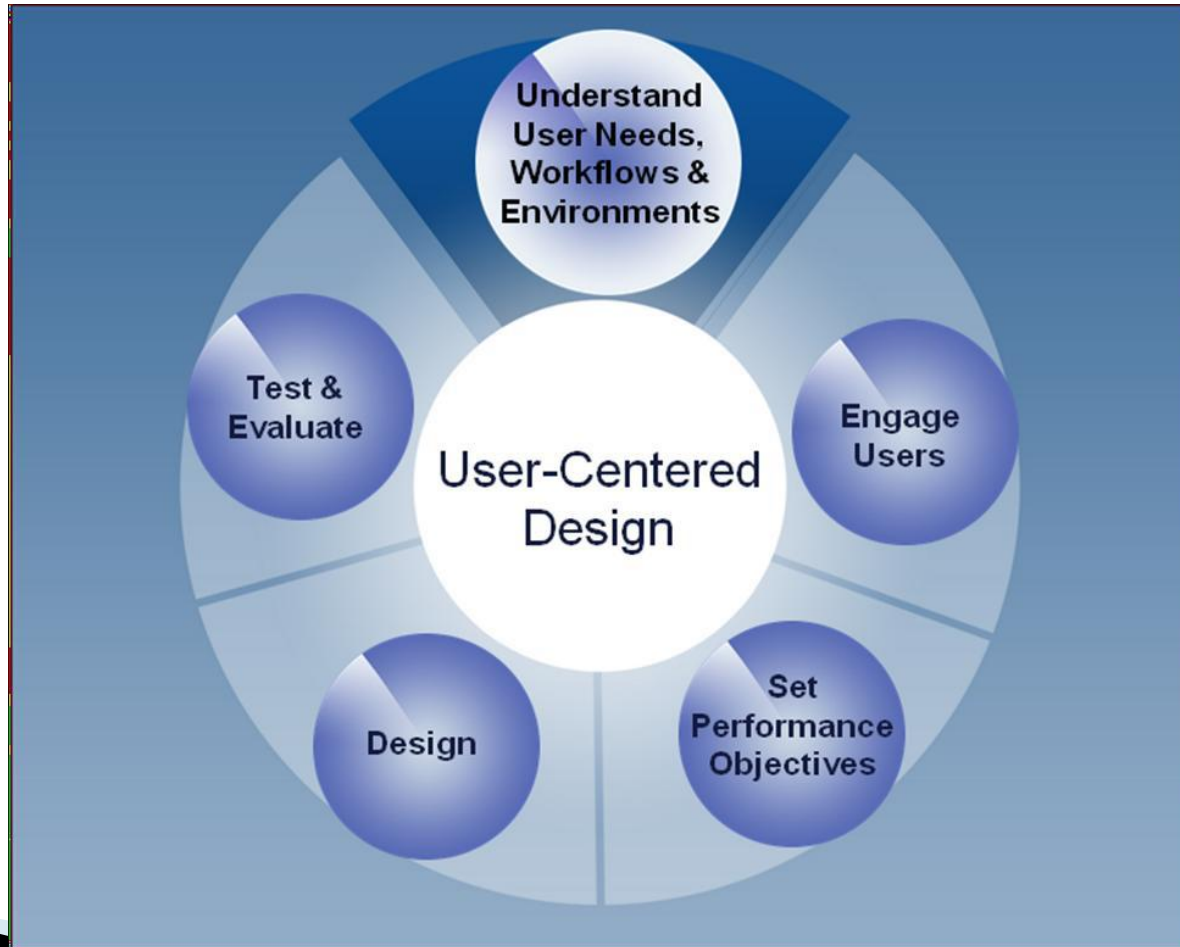 Understand
User Needs,
Workflows &
Environments
Engage
Users
Set
Performance
Objectives
Design
Test &
Evaluate
User-Centered
Design